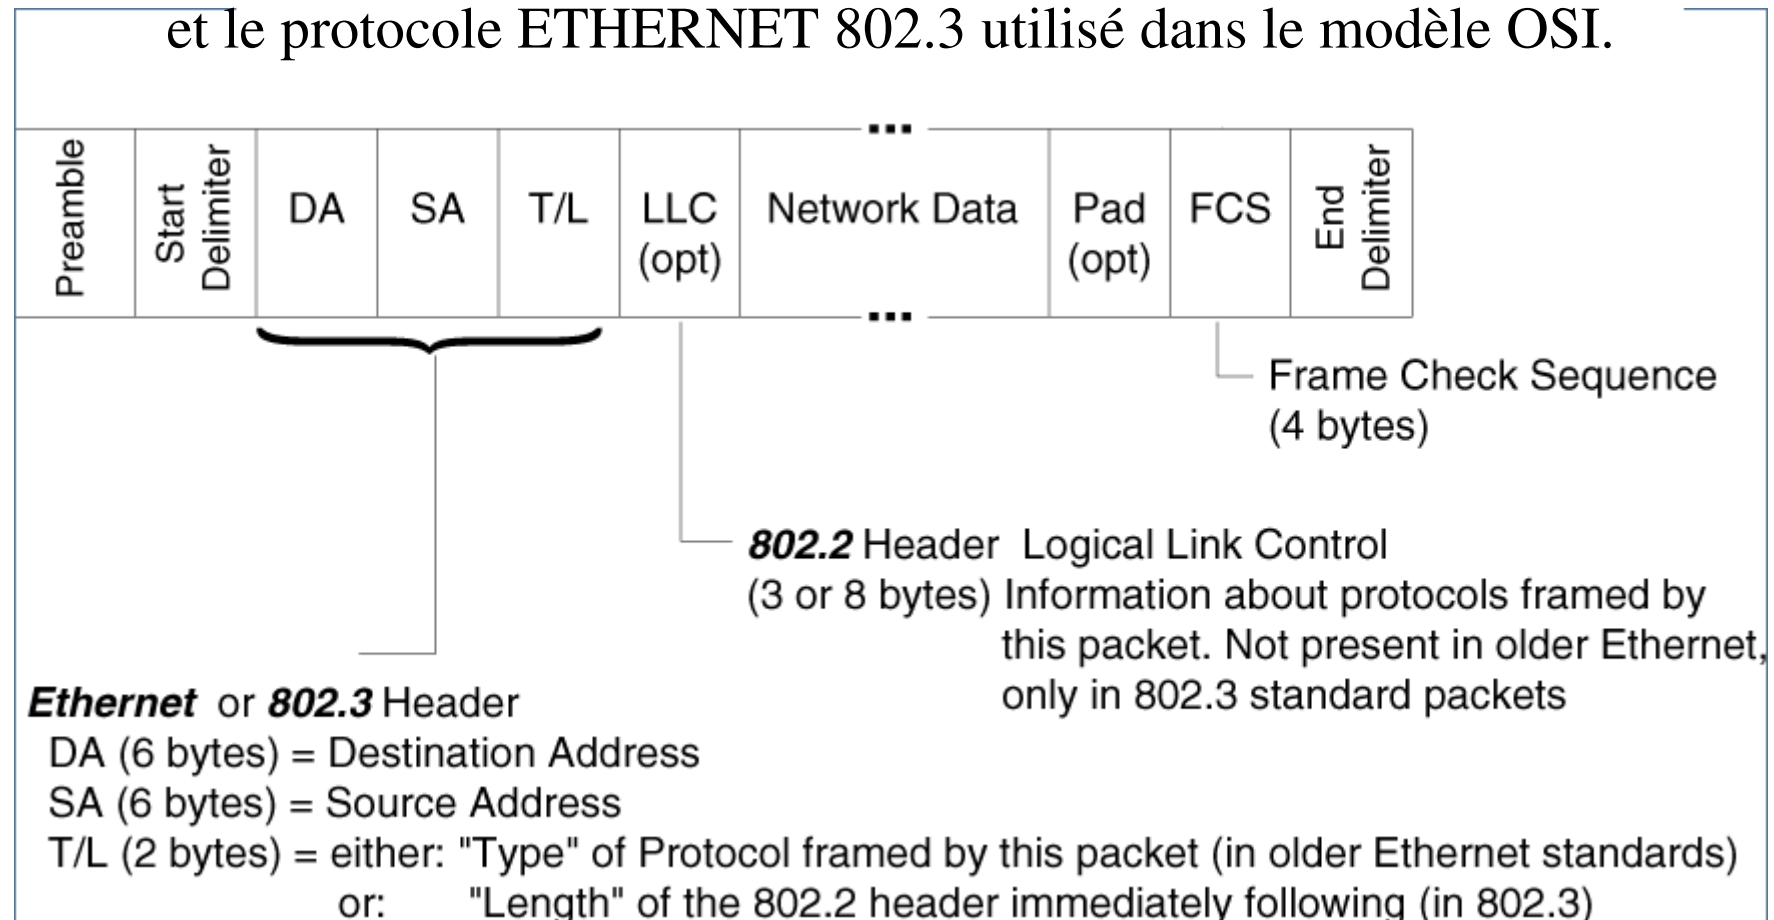 et le protocole ETHERNET 802.3 utilisé dans le modèle OSI.
Preamble
Start
Delimiter
DA
SA
T/L
LLC
(opt)
Network Data
Pad
(opt)
FCS
End
Delimiter
Frame Check Sequence
(4 bytes)
802.2 Header Logical Link Control
(3 or 8 bytes) Information about protocols framed by
this packet. Not present in older Ethernet,
only in 802.3 standard packets
Ethernet or 802.3 Header
DA (6 bytes) = Destination Address
SA (6 bytes) = Source Address
T/L (2 bytes) = either: "Type" of Protocol framed by this packet (in older Ethernet standards)
or: "Length" of the 802.2 header immediately following (in 802.3)